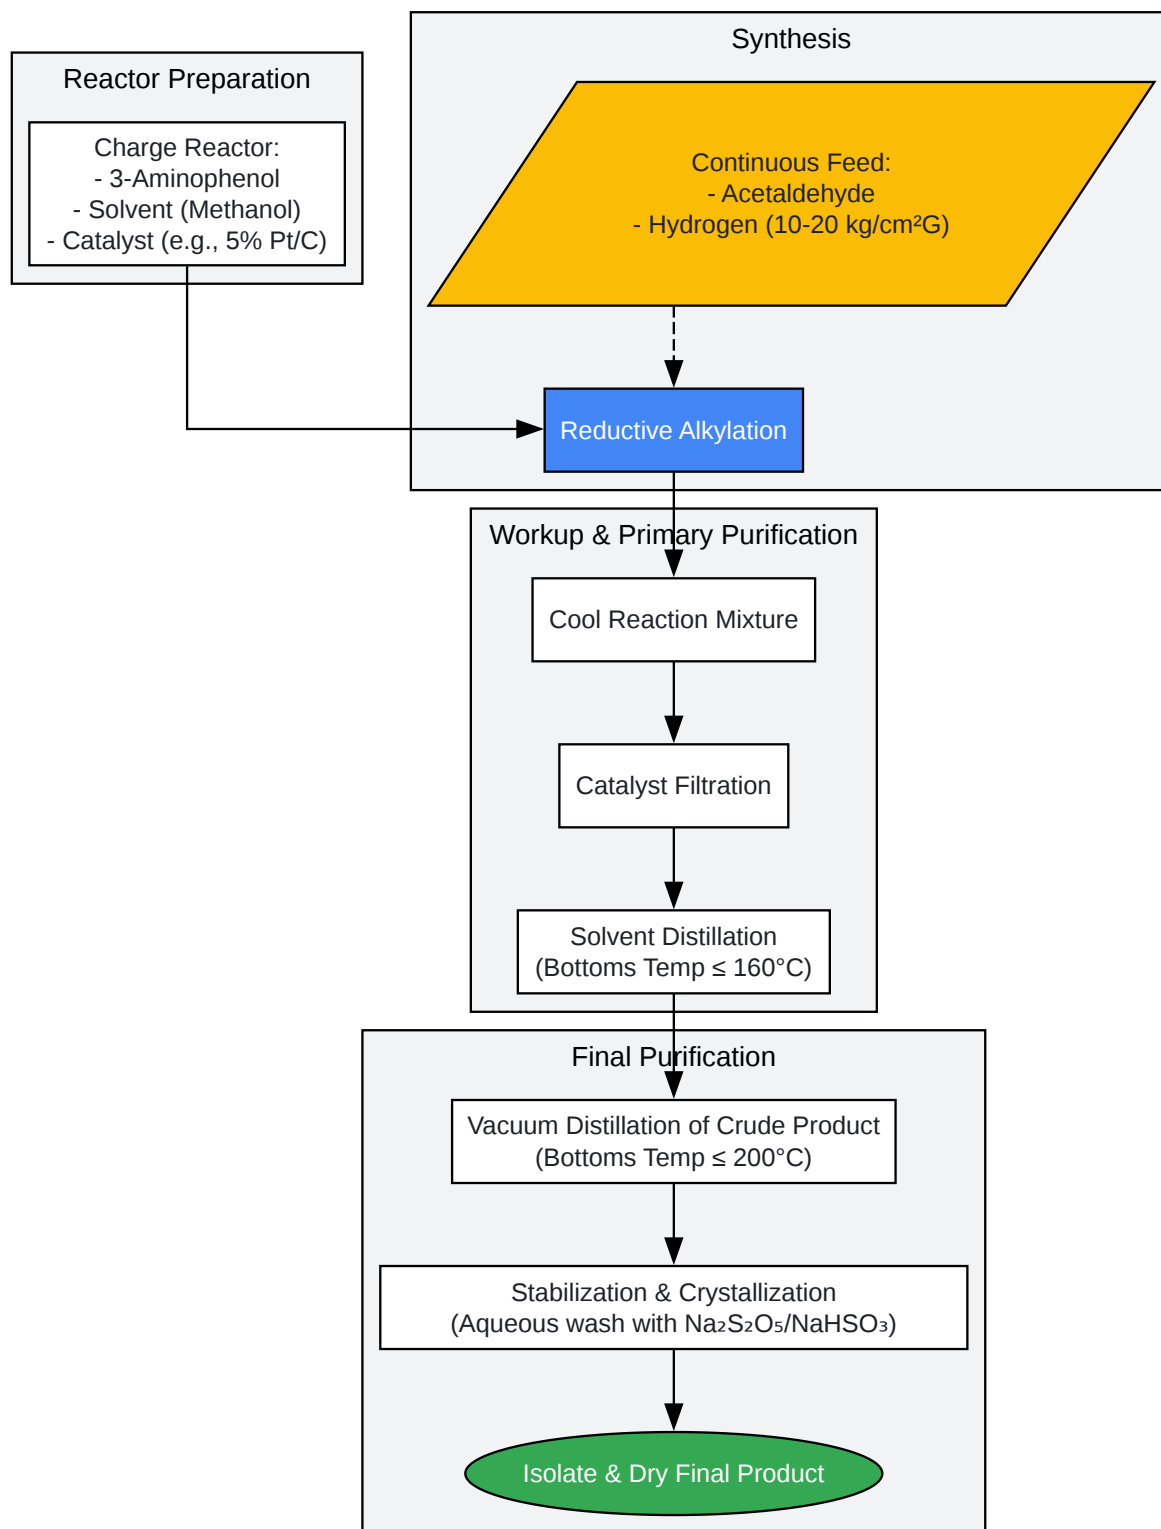 Synthesis
Reactor Preparation
Charge Reactor:
- 3-Aminophenol
- Solvent (Methanol)
- Catalyst (e.g., 5% Pt/C)
Continuous Feed:
- Acetaldehyde
- Hydrogen (10-20 kg/cm²G)
Reductive Alkylation
Workup & Primary Purification
Cool Reaction Mixture
Catalyst Filtration
Solvent Distillation
(Bottoms Temp ≤ 160°C)
Final Purification
Vacuum Distillation of Crude Product
(Bottoms Temp ≤ 200°C)
Stabilization & Crystallization
(Aqueous wash with Na₂S₂O₅/NaHSO₃)
Isolate & Dry Final Product